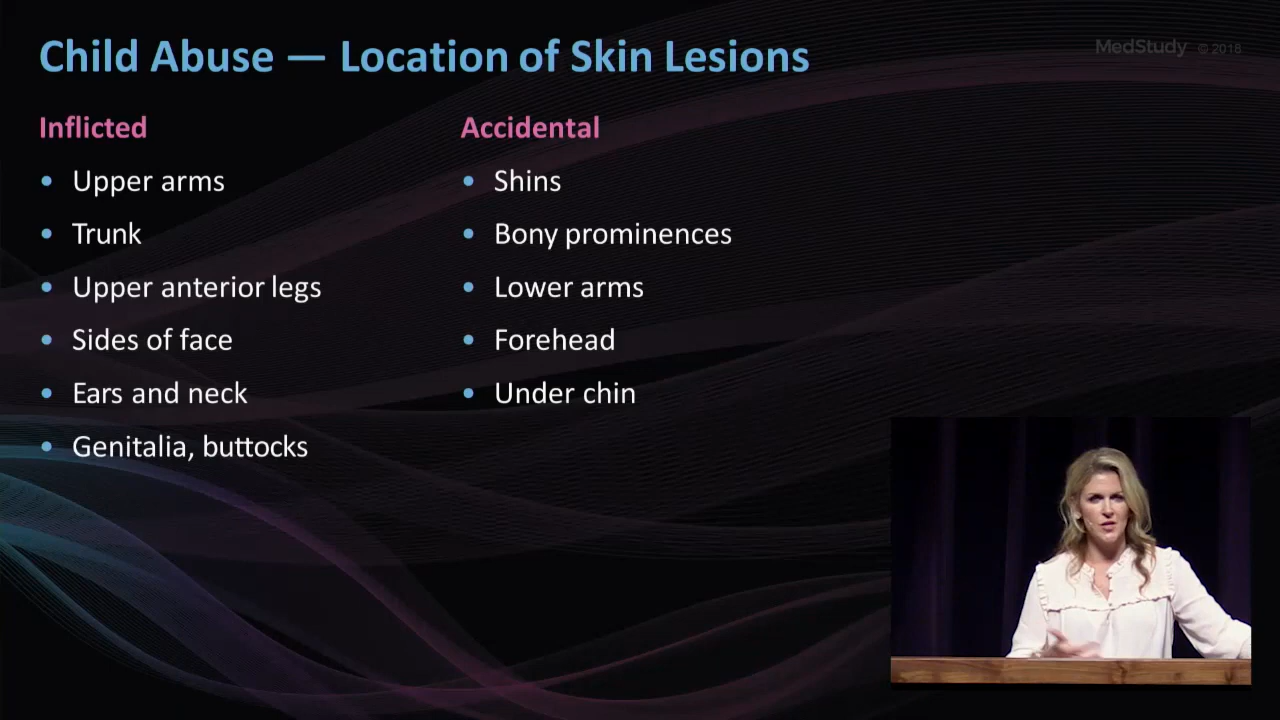 Child Abuse — Location of Skin Lesions
MedStudy © 2018
Inflicted
• Upper arms
• Trunk
• Upper anterior legs
• Sides of face
• Ears and neck
• Genitalia, buttocks
Accidental
• Shins
• Bony prominences
• Lower arms
• Forehead
• Under chin